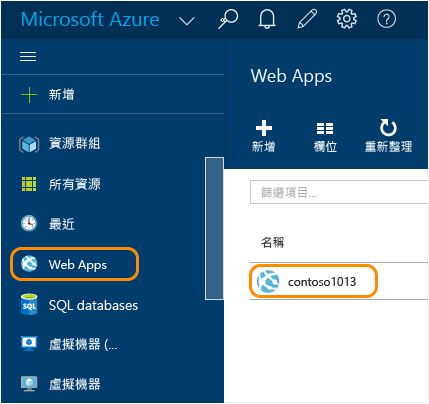 Microsoft Azure
新增
資源群組
所有資源
最近
Web Apps
SQL databases
虛擬機器 (...
虛擬機器
Web Apps
新增
欄位
重新整理
篩選項目...
名稱
contoso1013